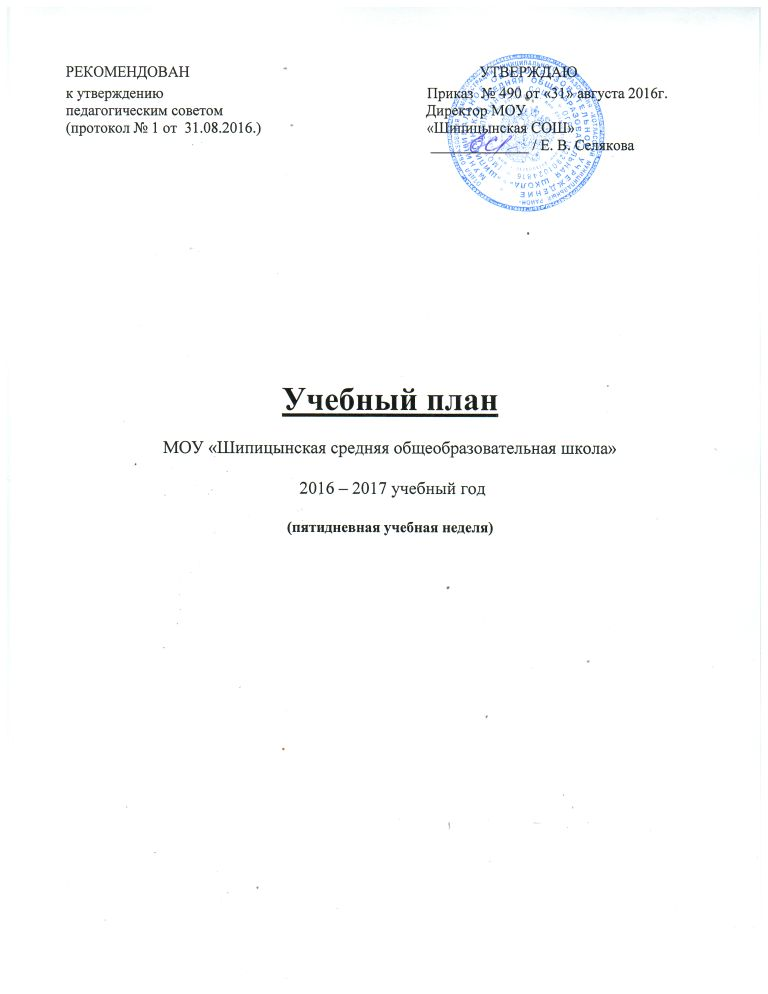 РЕКОМЕНДОВАН
к утверждению
педагогическим советом
(протокол № 1 от 31.08.2016.)
УТВЕРЖДАЮ
Приказ № 490 от «31» августа 2016г.
Директор МОУ
«Шипицынская СОШ»
____________ / Е. В. Селякова
Учебный план
МОУ «Шипицынская средняя общеобразовательная школа»
2016 – 2017 учебный год
(пятидневная учебная неделя)